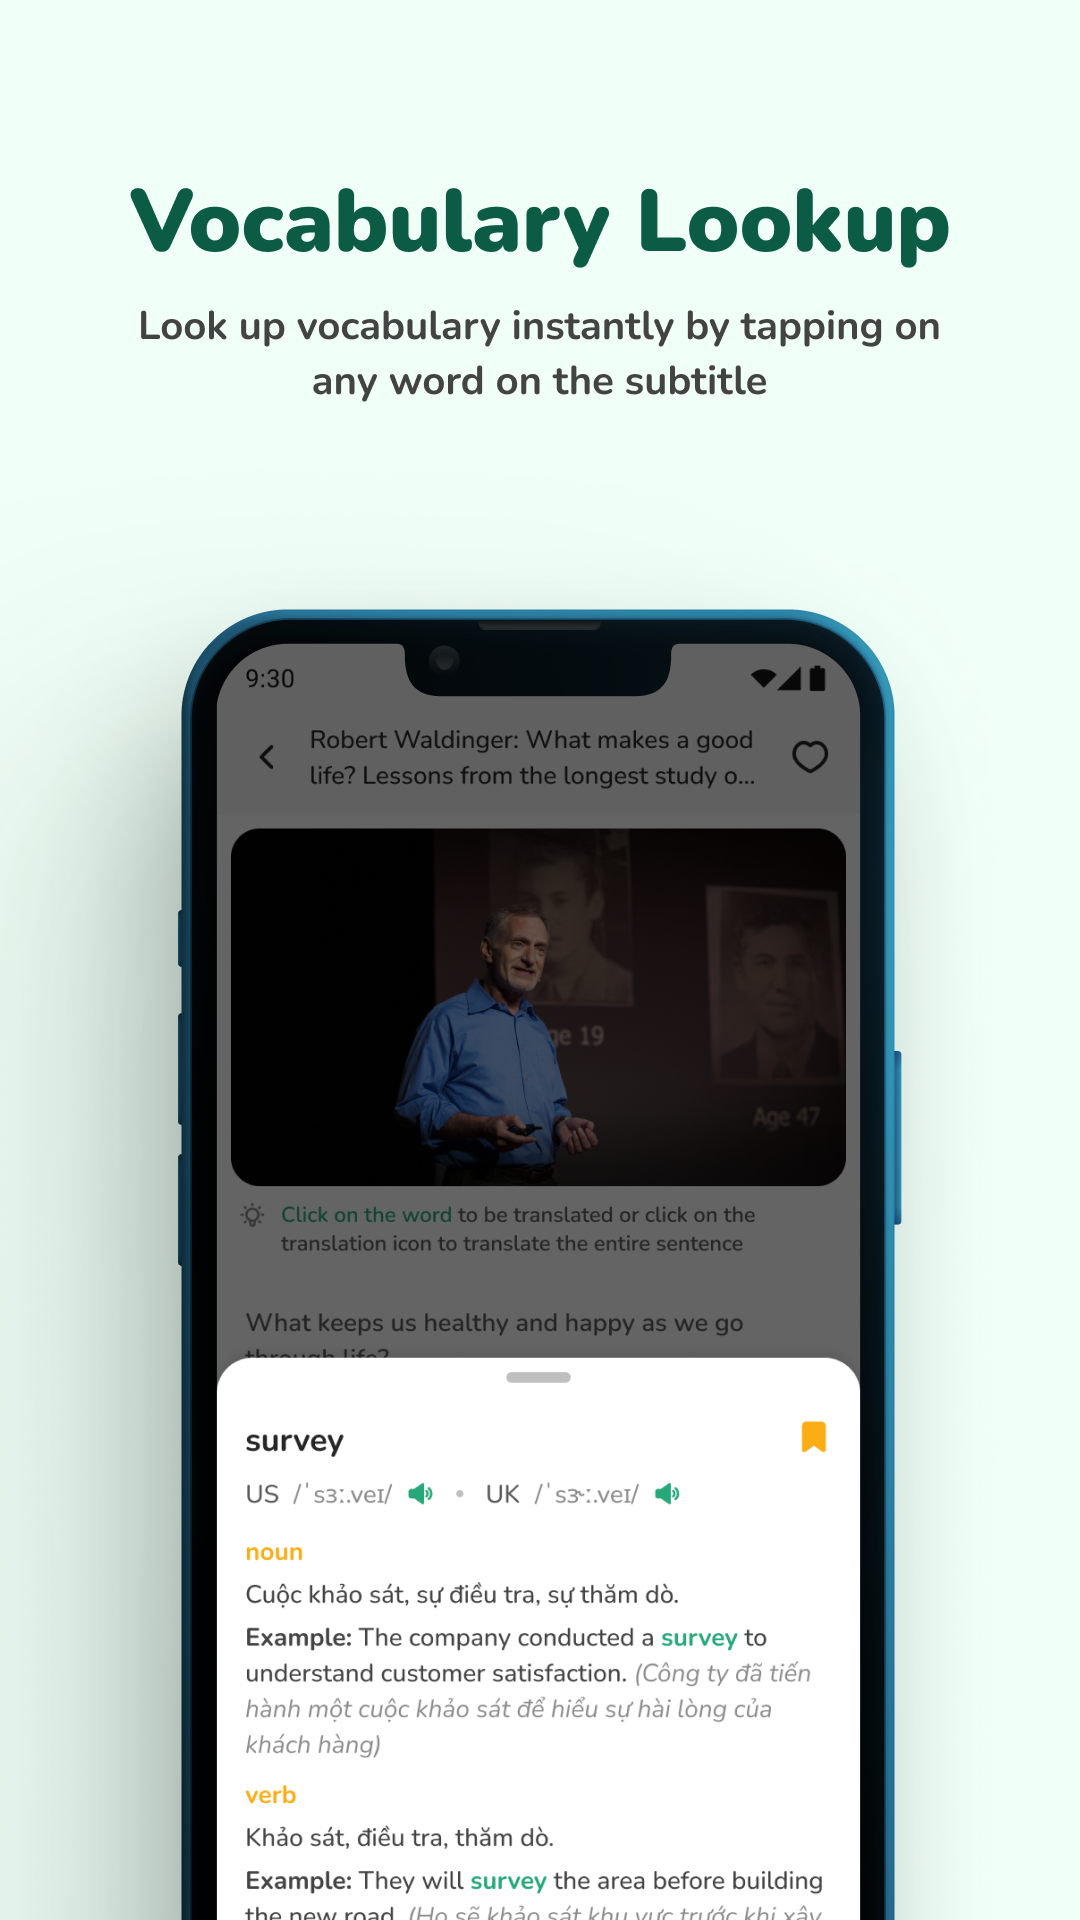 Vocabulary Lookup
Look up vocabulary instantly by tapping on
any word on the subtitle
9:30
Robert Waldinger: What makes a good
life? Lessons from the longest study o...
ge 19
Age 47
Click on the word to be translated or click on the
translation icon to translate the entire sentence
What keeps us healthy and happy as we go
through life?
survey
US /ˈsɜː.veɪ/ • UK /ˈsɝː.veɪ/
noun
Cuộc khảo sát, sự điều tra, sự thăm dò.
Example: The company conducted a survey to
understand customer satisfaction. (Công ty đã tiến
hành một cuộc khảo sát để hiểu sự hài lòng của
khách hàng)
verb
Khảo sát, điều tra, thăm dò.
Example: They will survey the area before building
the new road. (Họ sẽ khảo sát khu vực trước khi xây